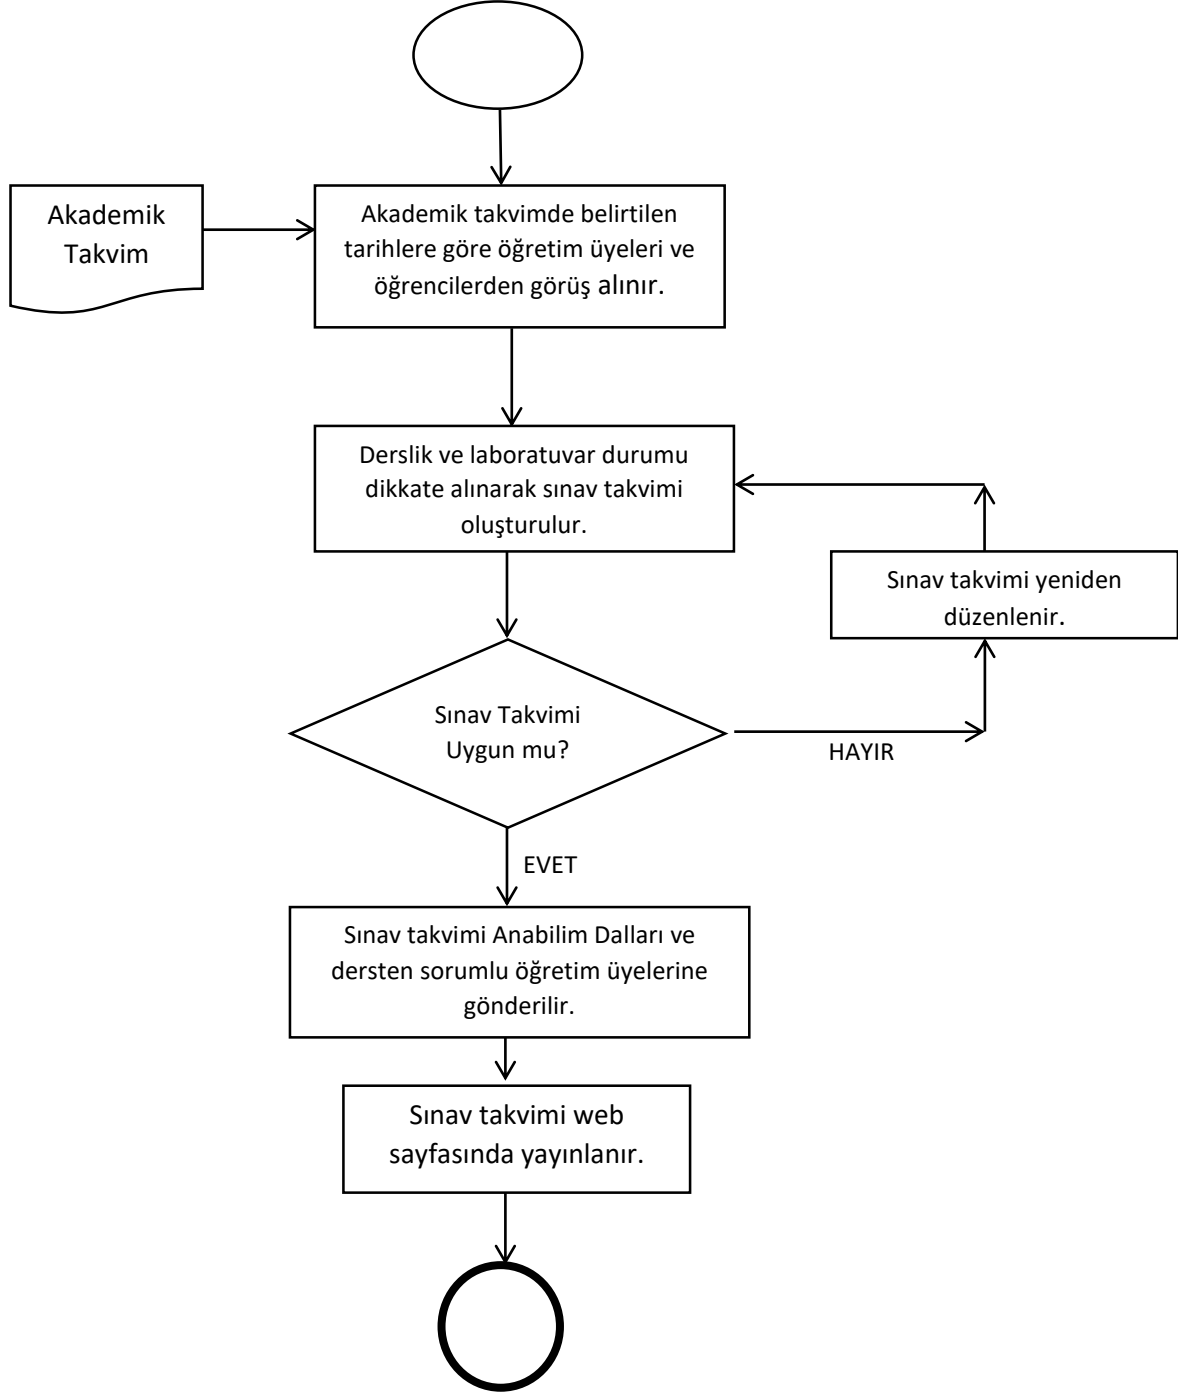 Akademik
Takvim
Akademik takvimde belirtilen
tarihlere göre öğretim üyeleri ve
öğrencilerden görüş alınır.
Derslik ve laboratuvar durumu
dikkate alınarak sınav takvimi
oluşturulur.
Sınav takvimi yeniden
düzenlenir.
Sınav Takvimi
Uygun mu?
HAYIR
EVET
Sınav takvimi Anabilim Dalları ve
dersten sorumlu öğretim üyelerine
gönderilir.
Sınav takvimi web
sayfasında yayınlanır.